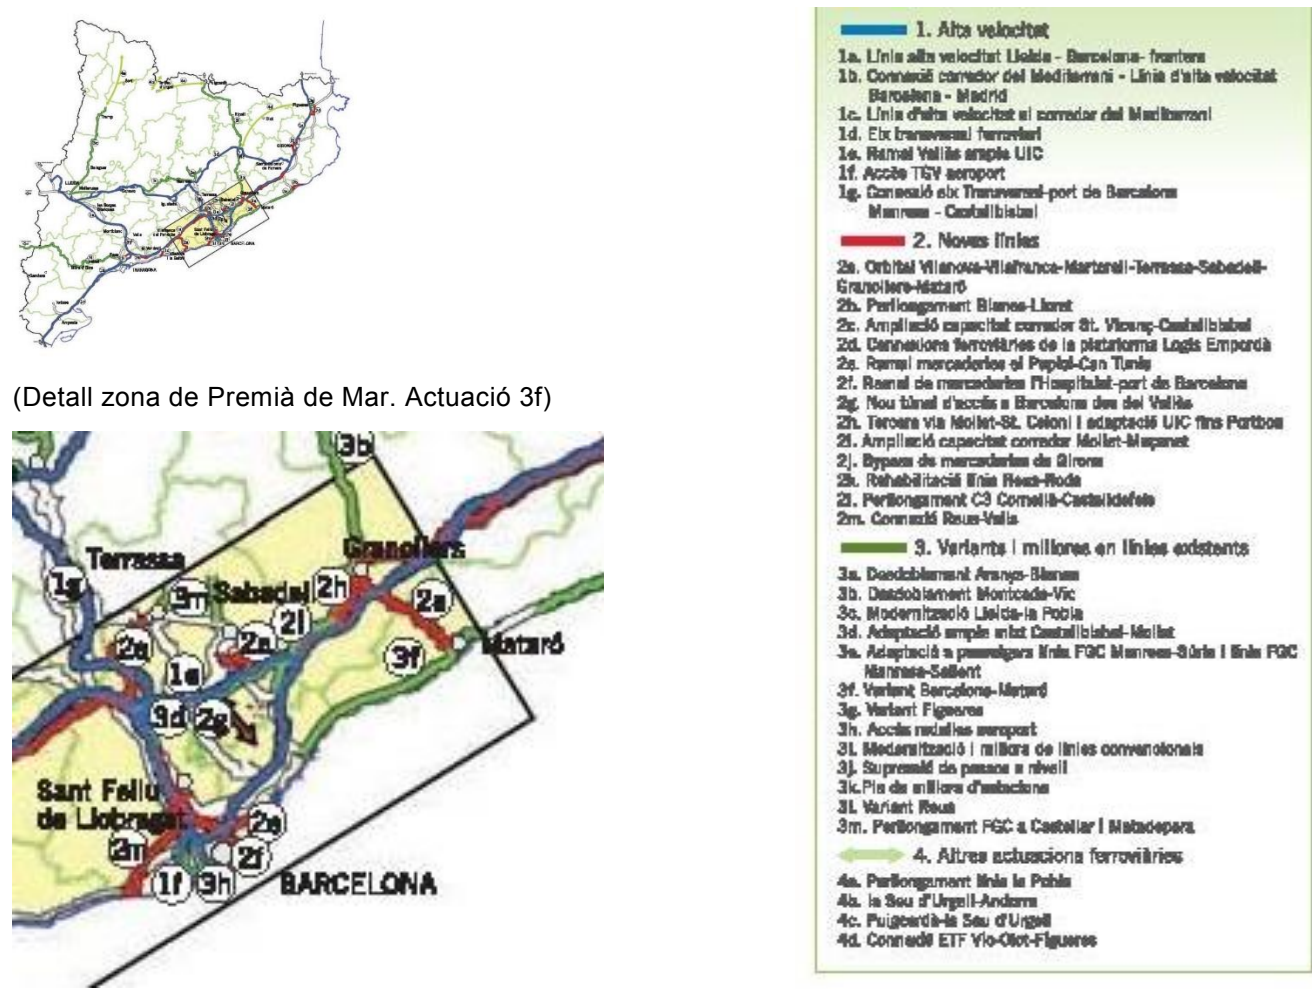 (Detall zona de Premià de Mar. Actuació 3f)
3b
Terrassa
Granollers
1g
3m
Sabadel
2h
2l
2a
2a
2a
Mataró
1e
3f
3d
2g
Sant Feliu
de Llobregat
2e
2m
2f
1f
3h
BARCELONA
1. Alta velocitat
1a. Línia alta velocitat Lleida - Barcelona- frontera
1b. Connexió corredor del Mediterrani - Línia d'alta velocitat
Barcelona - Madrid
1c. Línia d'alta velocitat al corredor del Mediterrani
1d. Eix transversal ferroviari
1e. Ramal Vallès ample UIC
1f. Accés TGV aeroport
1g. Conexió eix Transversal-port de Barcelona
Manresa - Castellbisbal
2. Noves línies
2a. Orbital Vilanova-Vilafranca-Martorell-Terrassa-Sabadell-
Granollers-Mataró
2b. Perllongament Blanes-Lloret
2c. Ampliació capacitat corredor St. Vicenç-Castellbisbal
2d. Connexions ferroviàries de la plataforma Logis Empordà
2e. Ramal mercaderies el Papiol-Can Tunis
2f. Ramal de mercaderies l'Hospitalet-port de Barcelona
2g. Nou túnel d'accés a Barcelona des del Vallès
2h. Tercera via Mollet-St. Celoni i adaptació UIC fins Portbou
2i. Ampliació capacitat corredor Mollet-Maçanet
2j. Bypass de mercaderies de Girona
2k. Rehabilitació línia Reus-Roda
2l. Perllongament C3 Cornellà-Castelldefels
2m. Connexió Reus-Valls
3. Variants i millores en línies existents
3a. Desdoblament Arenys-Blanes
3b. Desdoblament Montcada-Vic
3c. Modernització Lleida-la Pobla
3d. Adaptació ample mixt Castellbisbal-Mollet
3e. Adaptació a passatgers línia FGC Manresa-Súria i línia FGC
Manresa-Sallent
3f. Variant Barcelona-Mataró
3g. Variant Figueres
3h. Accés rodalies aeroport
3i. Modernització i millora de línies convencionals
3j. Supressió de passos a nivell
3k.Pla de millora d'estacions
3l. Variant Reus
3m. Perllongament FGC a Castellar i Matadepera
4. Altres actuacions ferroviàries
4a. Perllongament línia la Pobla
4b. la Seu d'Urgell-Andorra
4c. Puigcerdà-la Seu d'Urgell
4d. Connexió ETF Vic-Olot-Figueres